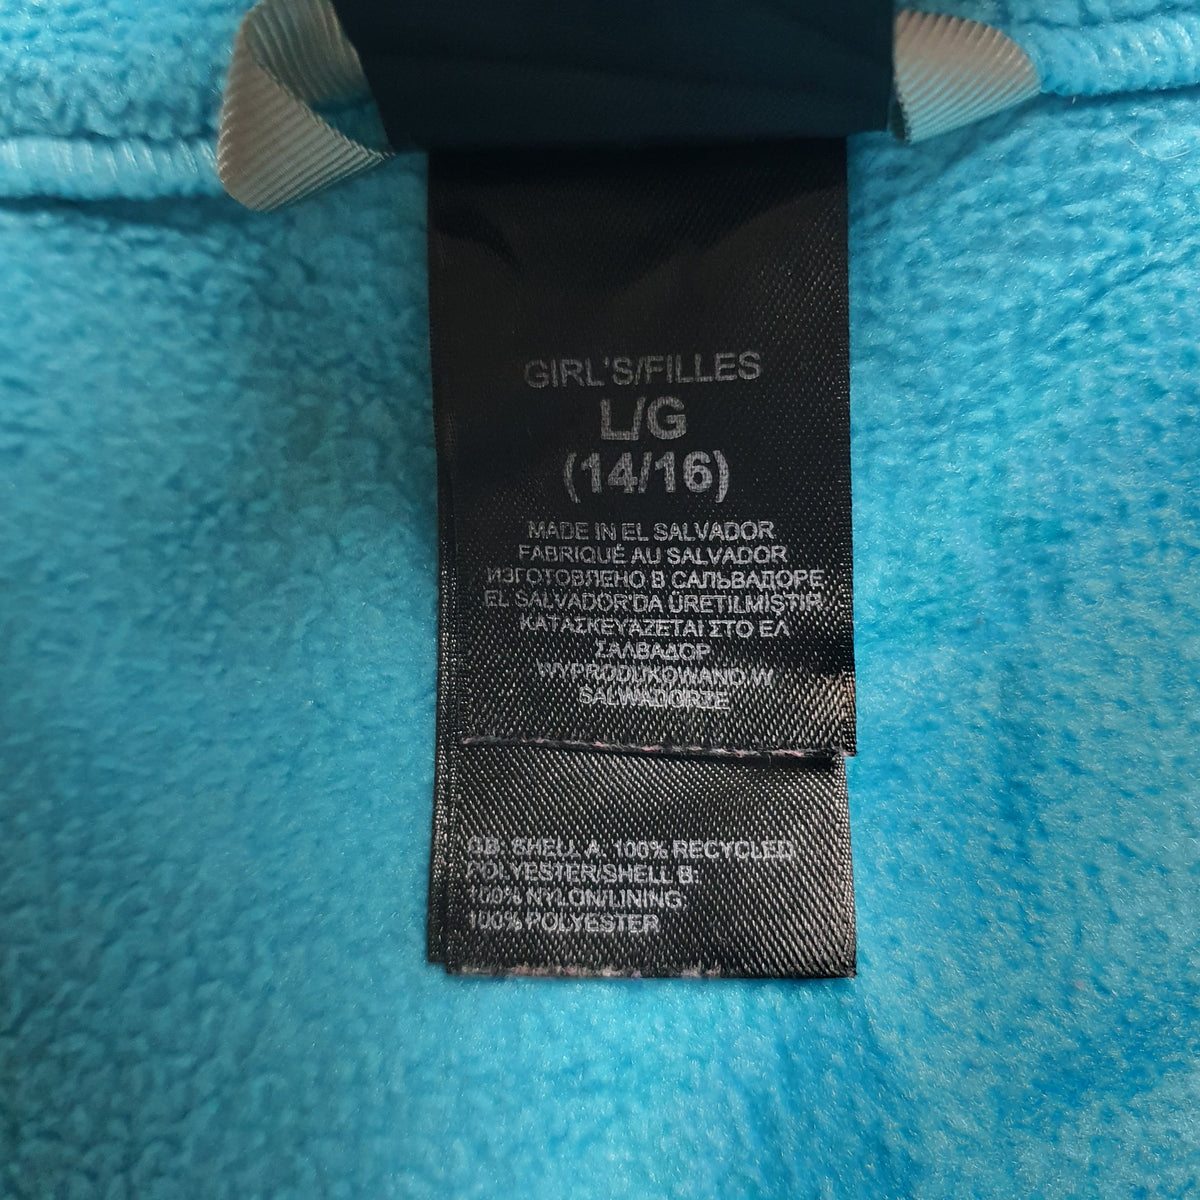 GIRL'S/FILLES
L/G
(14/16)
MADE IN EL SALVADOR
FABRIQUÉ AU SALVADOR
ИЗГОТОВЛЕНО В САЛЬВАДОРЕ
EL SALVADOR'DA ÜRETILMIŞTIR
ΚΑΤΑΣΚΕΥΑΖΕΤΑΙ ΣΤΟ ΕΛ
ΣΑΛΒΑΔΟΡ
WYPRODUKOWANO W
SALWADORZE
GB: SHELL A: 100% RECYCLED
POLYESTER/SHELL B:
100% NYLON/LINING:
100% POLYESTER